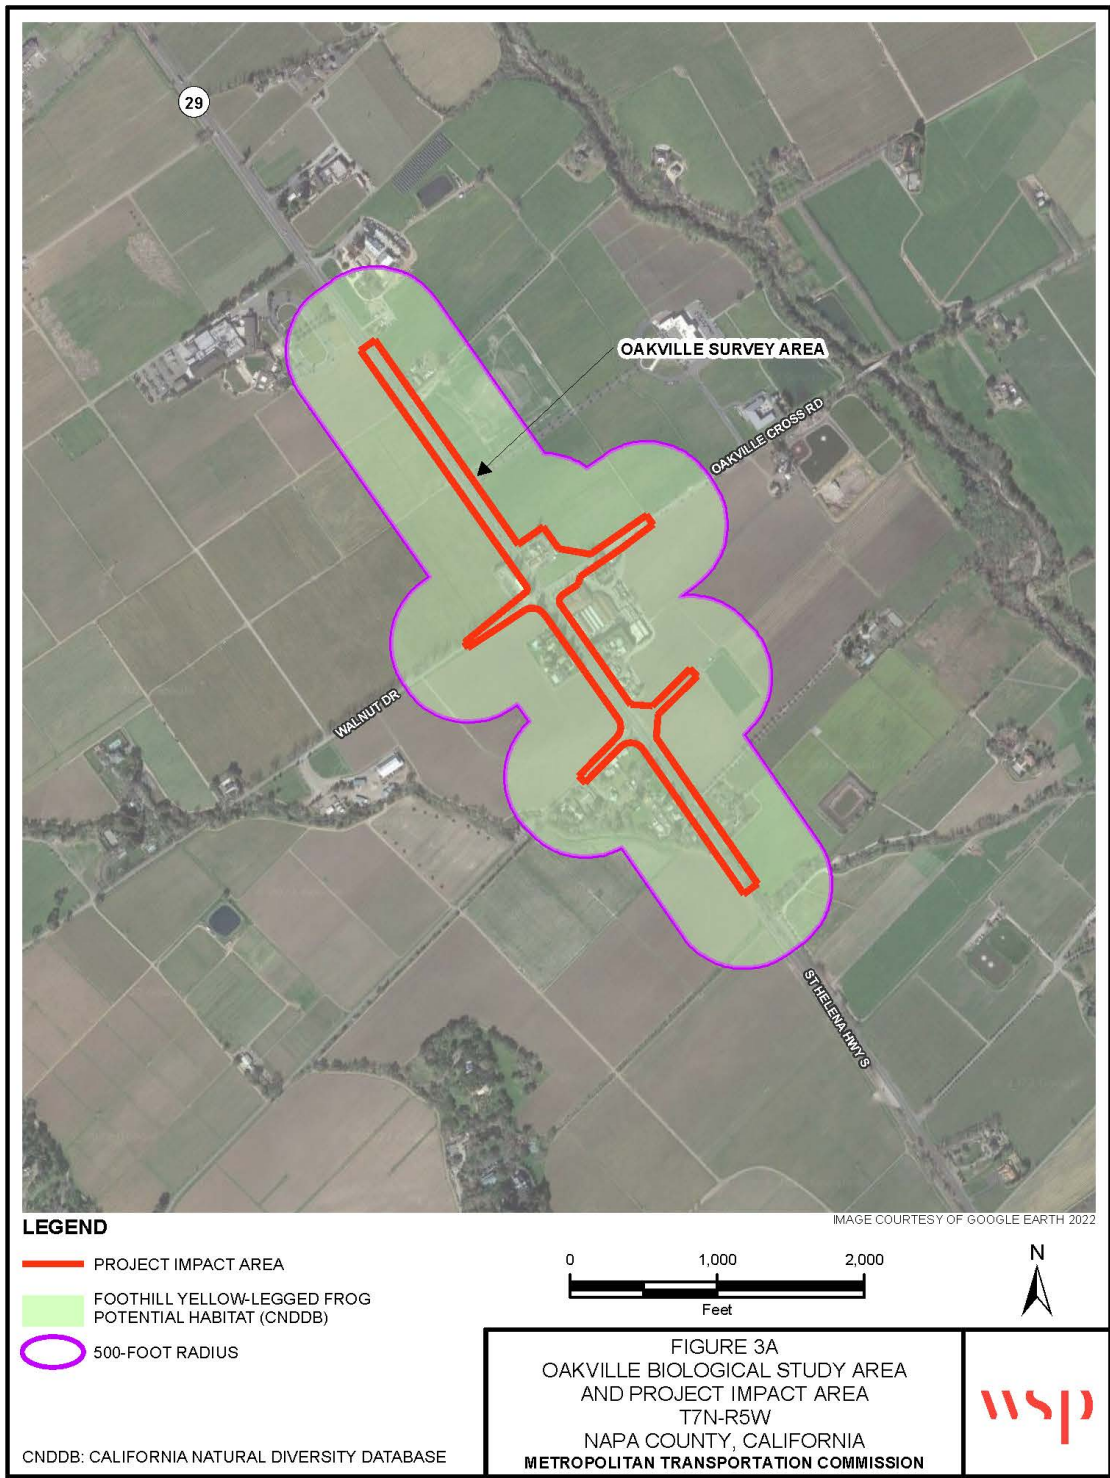 29
OAKVILLE SURVEY AREA
OAKVILLE CROSS RD
WALNUT DR
ST HELENA HWY S
LEGEND
IMAGE COURTESY OF GOOGLE EARTH 2022
PROJECT IMPACT AREA
FOOTHILL YELLOW-LEGGED FROG
POTENTIAL HABITAT (CNDDB)
500-FOOT RADIUS
0 1,000 2,000
Feet
N
FIGURE 3A
OAKVILLE BIOLOGICAL STUDY AREA
AND PROJECT IMPACT AREA
T7N-R5W
NAPA COUNTY, CALIFORNIA
METROPOLITAN TRANSPORTATION COMMISSION
wsp
CNDDB: CALIFORNIA NATURAL DIVERSITY DATABASE